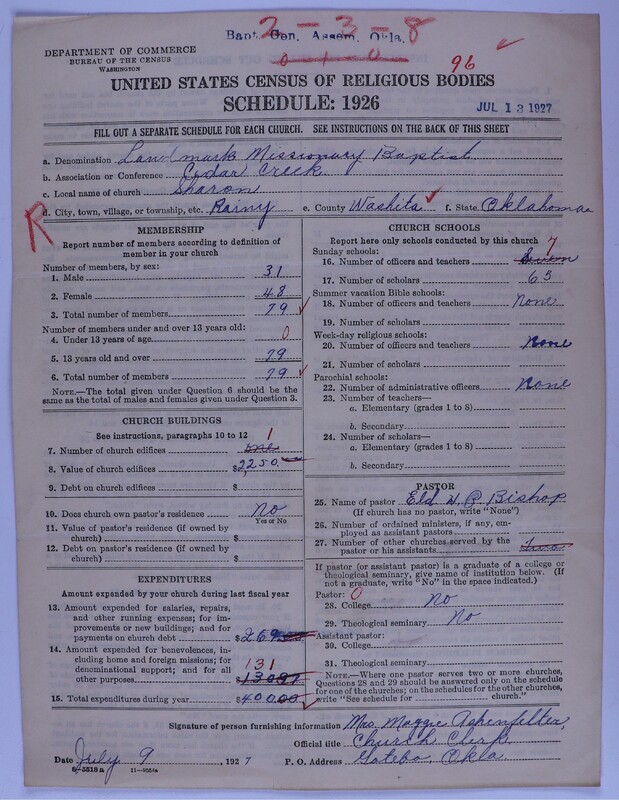 2-3-8
Bapt. Gen. Assem. Okla.
0-1-0
96
DEPARTMENT OF COMMERCE
BUREAU OF THE CENSUS
WASHINGTON
UNITED STATES CENSUS OF RELIGIOUS BODIES
SCHEDULE: 1926
JUL 13 1927
FILL OUT A SEPARATE SCHEDULE FOR EACH CHURCH. SEE INSTRUCTIONS ON THE BACK OF THIS SHEET
a. Denomination Landmark Missionary Baptist
b. Association or Conference Cedar Creek
c. Local name of church Sharon
d. City, town, village, or township, etc. Rainy e. County Washita f. State Oklahoma
R
MEMBERSHIP
Report number of members according to definition of
member in your church
Number of members, by sex:
1. Male 31
2. Female 48
3. Total number of members 79
Number of members under and over 13 years old:
4. Under 13 years of age 0
5. 13 years old and over 79
6. Total number of members 79
NOTE.—The total given under Question 6 should be the
same as the total of males and females given under Question 3.
CHURCH BUILDINGS
See instructions, paragraphs 10 to 12
7. Number of church edifices one 1
8. Value of church edifices $2,250.
9. Debt on church edifices $
10. Does church own pastor's residence No
Yes or No
11. Value of pastor's residence (if owned by
church) $
12. Debt on pastor's residence (if owned by
church) $
EXPENDITURES
Amount expended by your church during last fiscal year
13. Amount expended for salaries, repairs,
and other running expenses; for im-
provements or new buildings; and for
payments on church debt $269
14. Amount expended for benevolences, in-
cluding home and foreign missions; for
denominational support; and for all
other purposes 131
15. Total expenditures during year $400.00
CHURCH SCHOOLS
Report here only schools conducted by this church
Sunday schools:
16. Number of officers and teachers Seven 7
17. Number of scholars 65
Summer vacation Bible schools:
18. Number of officers and teachers None
19. Number of scholars
Week-day religious schools:
20. Number of officers and teachers None
21. Number of scholars
Parochial schools:
22. Number of administrative officers None
23. Number of teachers—
a. Elementary (grades 1 to 8)
b. Secondary
24. Number of scholars—
a. Elementary (grades 1 to 8)
b. Secondary
PASTOR
25. Name of pastor Eld W. P. Bishop
(If church has no pastor, write "None")
26. Number of ordained ministers, if any, em-
ployed as assistant pastors
27. Number of other churches served by the
pastor or his assistants two
If pastor (or assistant pastor) is a graduate of a college or
theological seminary, give name of institution below. (If
not a graduate, write "No" in the space indicated.)
Pastor: 0
28. College No
29. Theological seminary No
Assistant pastor:
30. College
31. Theological seminary
NOTE.—Where one pastor serves two or more churches,
Questions 28 and 29 should be answered only on the schedule
for one of the churches; on the schedules for the other churches,
write "See schedule for church."
Signature of person furnishing information Mrs. Maggie Ashenfelter,
Official title Church Clerk
Date July 9, 1927 P. O. Address Gotebo, Okla.
8-5518a 11-9054a